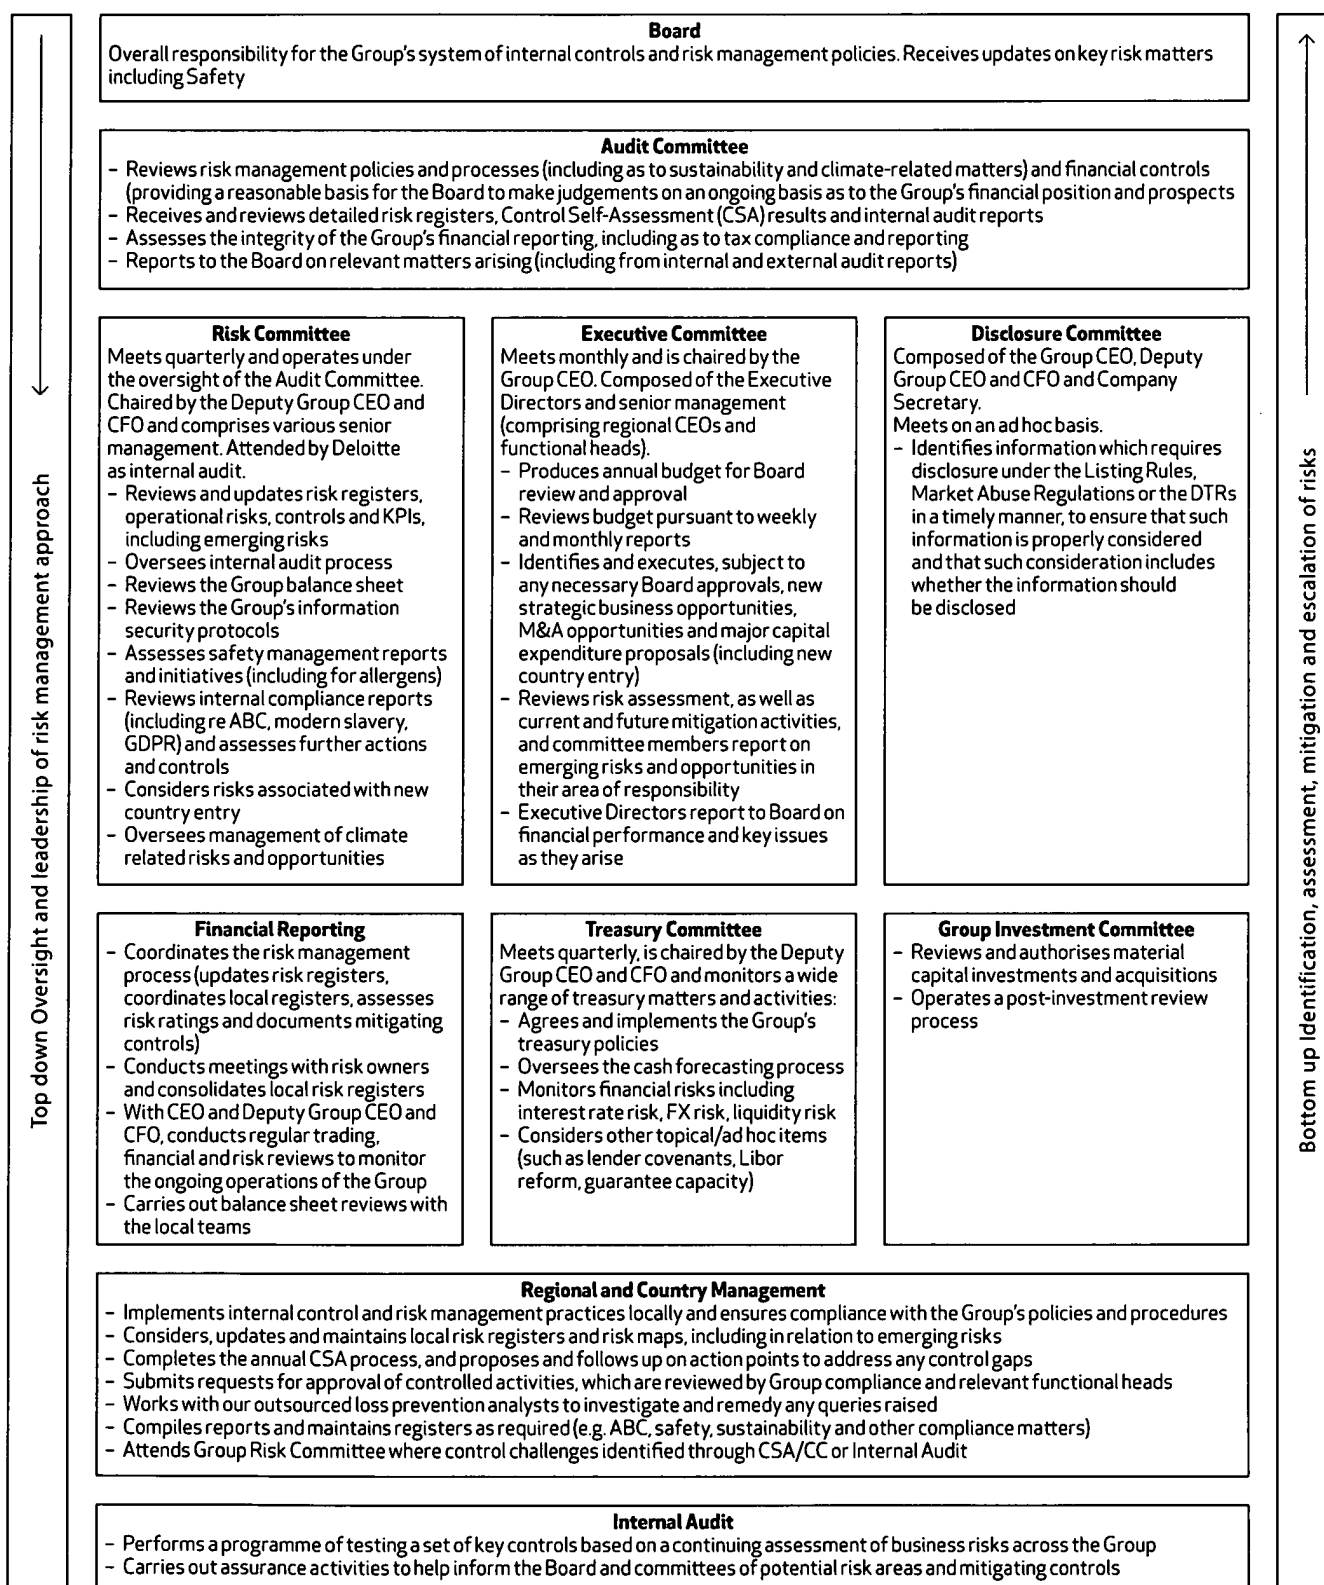 Board
Overall responsibility for the Group's system of internal controls and risk management policies. Receives updates on key risk matters
including Safety
Audit Committee
– Reviews risk management policies and processes (including as to sustainability and climate-related matters) and financial controls
(providing a reasonable basis for the Board to make judgements on an ongoing basis as to the Group's financial position and prospects
– Receives and reviews detailed risk registers, Control Self-Assessment (CSA) results and internal audit reports
– Assesses the integrity of the Group's financial reporting, including as to tax compliance and reporting
– Reports to the Board on relevant matters arising (including from internal and external audit reports)
Risk Committee
Meets quarterly and operates under
the oversight of the Audit Committee.
Chaired by the Deputy Group CEO and
CFO and comprises various senior
management. Attended by Deloitte
as internal audit.
– Reviews and updates risk registers,
operational risks, controls and KPIs,
including emerging risks
– Oversees internal audit process
– Reviews the Group balance sheet
– Reviews the Group's information
security protocols
– Assesses safety management reports
and initiatives (including for allergens)
– Reviews internal compliance reports
(including re ABC, modern slavery,
GDPR) and assesses further actions
and controls
– Considers risks associated with new
country entry
– Oversees management of climate
related risks and opportunities
Executive Committee
Meets monthly and is chaired by the
Group CEO. Composed of the Executive
Directors and senior management
(comprising regional CEOs and
functional heads).
– Produces annual budget for Board
review and approval
– Reviews budget pursuant to weekly
and monthly reports
– Identifies and executes, subject to
any necessary Board approvals, new
strategic business opportunities,
M&A opportunities and major capital
expenditure proposals (including new
country entry)
– Reviews risk assessment, as well as
current and future mitigation activities,
and committee members report on
emerging risks and opportunities in
their area of responsibility
– Executive Directors report to Board on
financial performance and key issues
as they arise
Disclosure Committee
Composed of the Group CEO, Deputy
Group CEO and CFO and Company
Secretary.
Meets on an ad hoc basis.
– Identifies information which requires
disclosure under the Listing Rules,
Market Abuse Regulations or the DTRs
in a timely manner, to ensure that such
information is properly considered
and that such consideration includes
whether the information should
be disclosed
Financial Reporting
– Coordinates the risk management
process (updates risk registers,
coordinates local registers, assesses
risk ratings and documents mitigating
controls)
– Conducts meetings with risk owners
and consolidates local risk registers
– With CEO and Deputy Group CEO and
CFO, conducts regular trading,
financial and risk reviews to monitor
the ongoing operations of the Group
– Carries out balance sheet reviews with
the local teams
Treasury Committee
Meets quarterly, is chaired by the Deputy
Group CEO and CFO and monitors a wide
range of treasury matters and activities:
– Agrees and implements the Group's
treasury policies
– Oversees the cash forecasting process
– Monitors financial risks including
interest rate risk, FX risk, liquidity risk
– Considers other topical/ad hoc items
(such as lender covenants, Libor
reform, guarantee capacity)
Group Investment Committee
– Reviews and authorises material
capital investments and acquisitions
– Operates a post-investment review
process
Regional and Country Management
– Implements internal control and risk management practices locally and ensures compliance with the Group's policies and procedures
– Considers, updates and maintains local risk registers and risk maps, including in relation to emerging risks
– Completes the annual CSA process, and proposes and follows up on action points to address any control gaps
– Submits requests for approval of controlled activities, which are reviewed by Group compliance and relevant functional heads
– Works with our outsourced loss prevention analysts to investigate and remedy any queries raised
– Compiles reports and maintains registers as required (e.g. ABC, safety, sustainability and other compliance matters)
– Attends Group Risk Committee where control challenges identified through CSA/CC or Internal Audit
Internal Audit
– Performs a programme of testing a set of key controls based on a continuing assessment of business risks across the Group
– Carries out assurance activities to help inform the Board and committees of potential risk areas and mitigating controls
Top down Oversight and leadership of risk management approach
Bottom up Identification, assessment, mitigation and escalation of risks